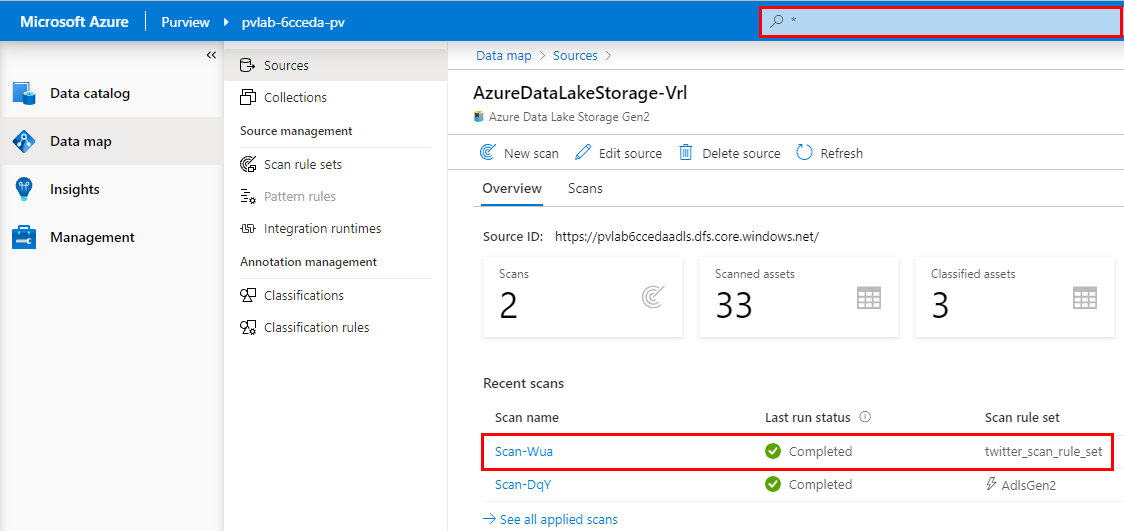 Microsoft Azure Purview pvlab-6cceda-pv *
«
Data catalog
Data map
Insights
Management
Sources
Collections
Source management
Scan rule sets
Pattern rules
Integration runtimes
Annotation management
Classifications
Classification rules
Data map > Sources >
AzureDataLakeStorage-Vrl
Azure Data Lake Storage Gen2
New scan Edit source Delete source Refresh
Overview Scans
Source ID: https://pvlab6ccedaadls.dfs.core.windows.net/
Scans Scanned assets Classified assets
2 33 3
Recent scans
Scan name Last run status Scan rule set
Scan-Wua Completed twitter_scan_rule_set
Scan-DqY Completed AdlsGen2
See all applied scans